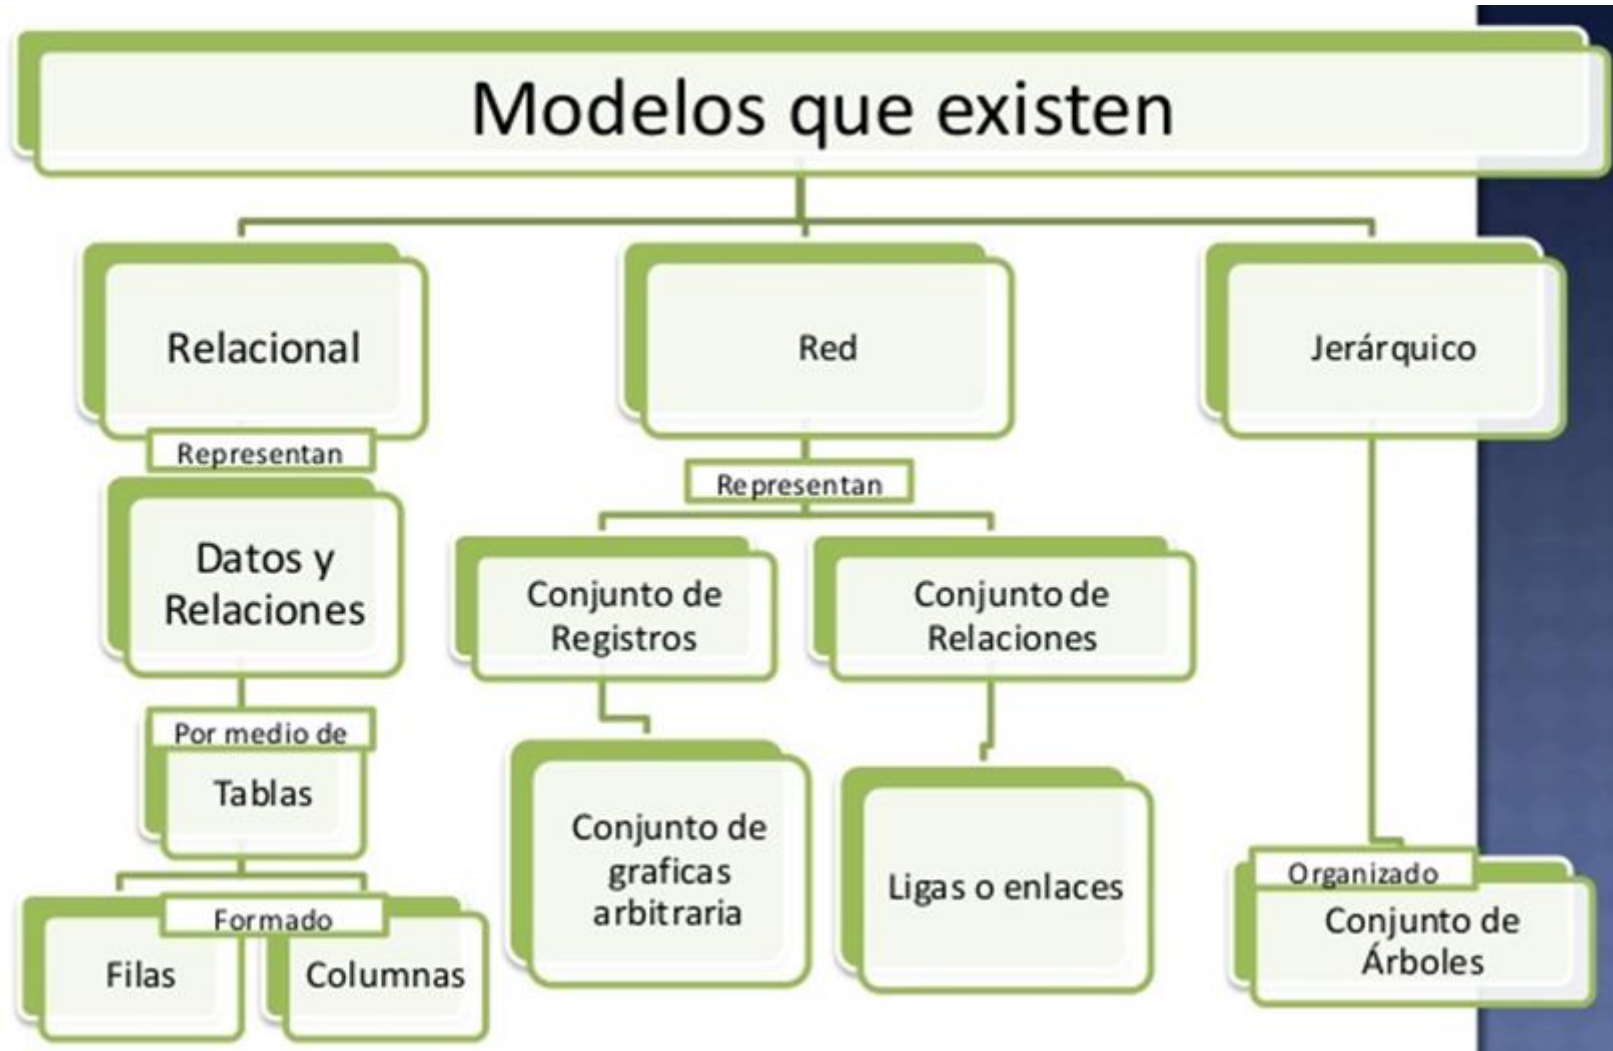 Modelos que existen
Relacional
Representan
Datos y
Relaciones
Por medio de
Tablas
Formado
Filas
Columnas
Red
Representan
Conjunto de
Registros
Conjunto de
graficas
arbitraria
Conjunto de
Relaciones
Ligas o enlaces
Jerárquico
Organizado
Conjunto de
Árboles